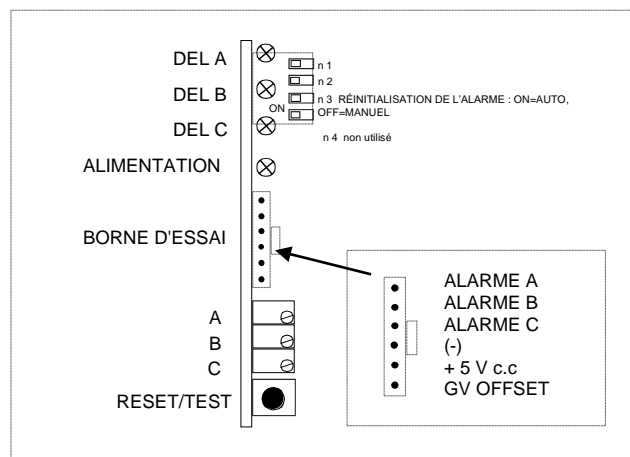 DEL A
n 1
n 2
DEL B
n 3 RÉINITIALISATION DE L'ALARME : ON=AUTO,
ON
OFF=MANUEL
DEL C
n 4 non utilisé
ALIMENTATION
BORNE D'ESSAI
ALARME A
ALARME B
ALARME C
(-)
+ 5 V c.c
GV OFFSET
A
B
C
RESET/TEST